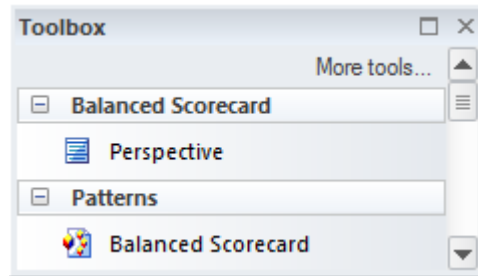 Toolbox
More tools...
Balanced Scorecard
Perspective
Patterns
Balanced Scorecard